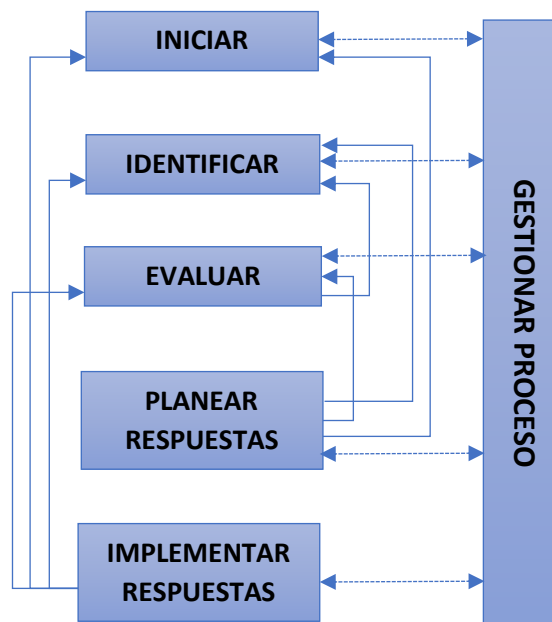 INICIAR
IDENTIFICAR
EVALUAR
PLANEAR
RESPUESTAS
IMPLEMENTAR
RESPUESTAS
GESTIONAR PROCESO